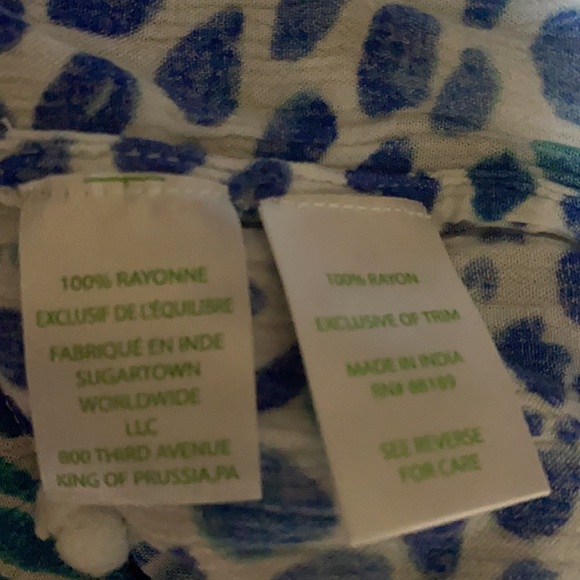 100% RAYONNE
EXCLUSIF DE L'ÉQUILIBRE
FABRIQUÉ EN INDE
SUGARTOWN
WORLDWIDE
LLC
800 THIRD AVENUE
KING OF PRUSSIA,PA
100% RAYON
EXCLUSIVE OF TRIM
MADE IN INDIA
RN# 88189
SEE REVERSE
FOR CARE